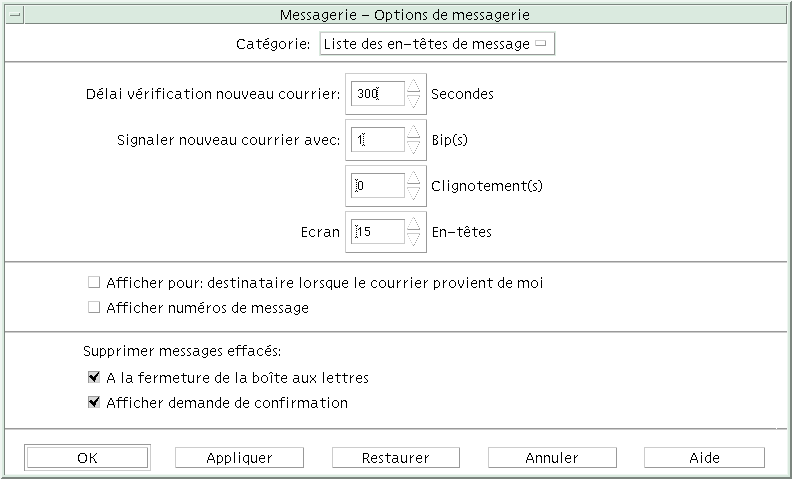 Messagerie – Options de messagerie
Catégorie: Liste des en–têtes de message
Délai vérification nouveau courrier: 300 Secondes
Signaler nouveau courrier avec: 1 Bip(s)
0 Clignotement(s)
Ecran 15 En–têtes
Afficher pour: destinataire lorsque le courrier provient de moi
Afficher numéros de message
Supprimer messages effacés:
A la fermeture de la boîte aux lettres
Afficher demande de confirmation
OK Appliquer Restaurer Annuler Aide